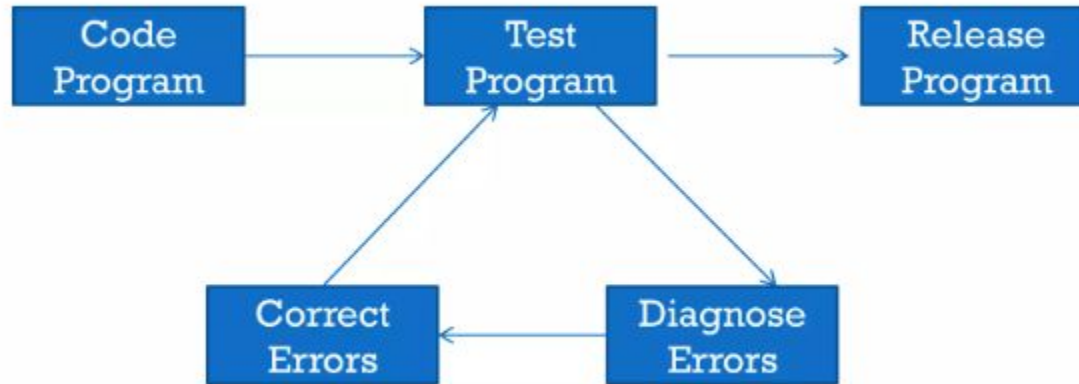 Code
Program
Test
Program
Release
Program
Correct
Errors
Diagnose
Errors